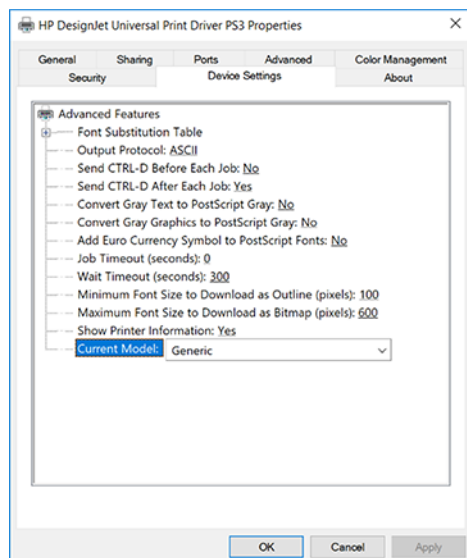 HP DesignJet Universal Print Driver PS3 Properties
General Sharing Ports Advanced Color Management
Security Device Settings About
Advanced Features
Font Substitution Table
Output Protocol: ASCII
Send CTRL-D Before Each Job: No
Send CTRL-D After Each Job: Yes
Convert Gray Text to PostScript Gray: No
Convert Gray Graphics to PostScript Gray: No
Add Euro Currency Symbol to PostScript Fonts: No
Job Timeout (seconds): 0
Wait Timeout (seconds): 300
Minimum Font Size to Download as Outline (pixels): 100
Maximum Font Size to Download as Bitmap (pixels): 600
Show Printer Information: Yes
Current Model: Generic
OK Cancel Apply